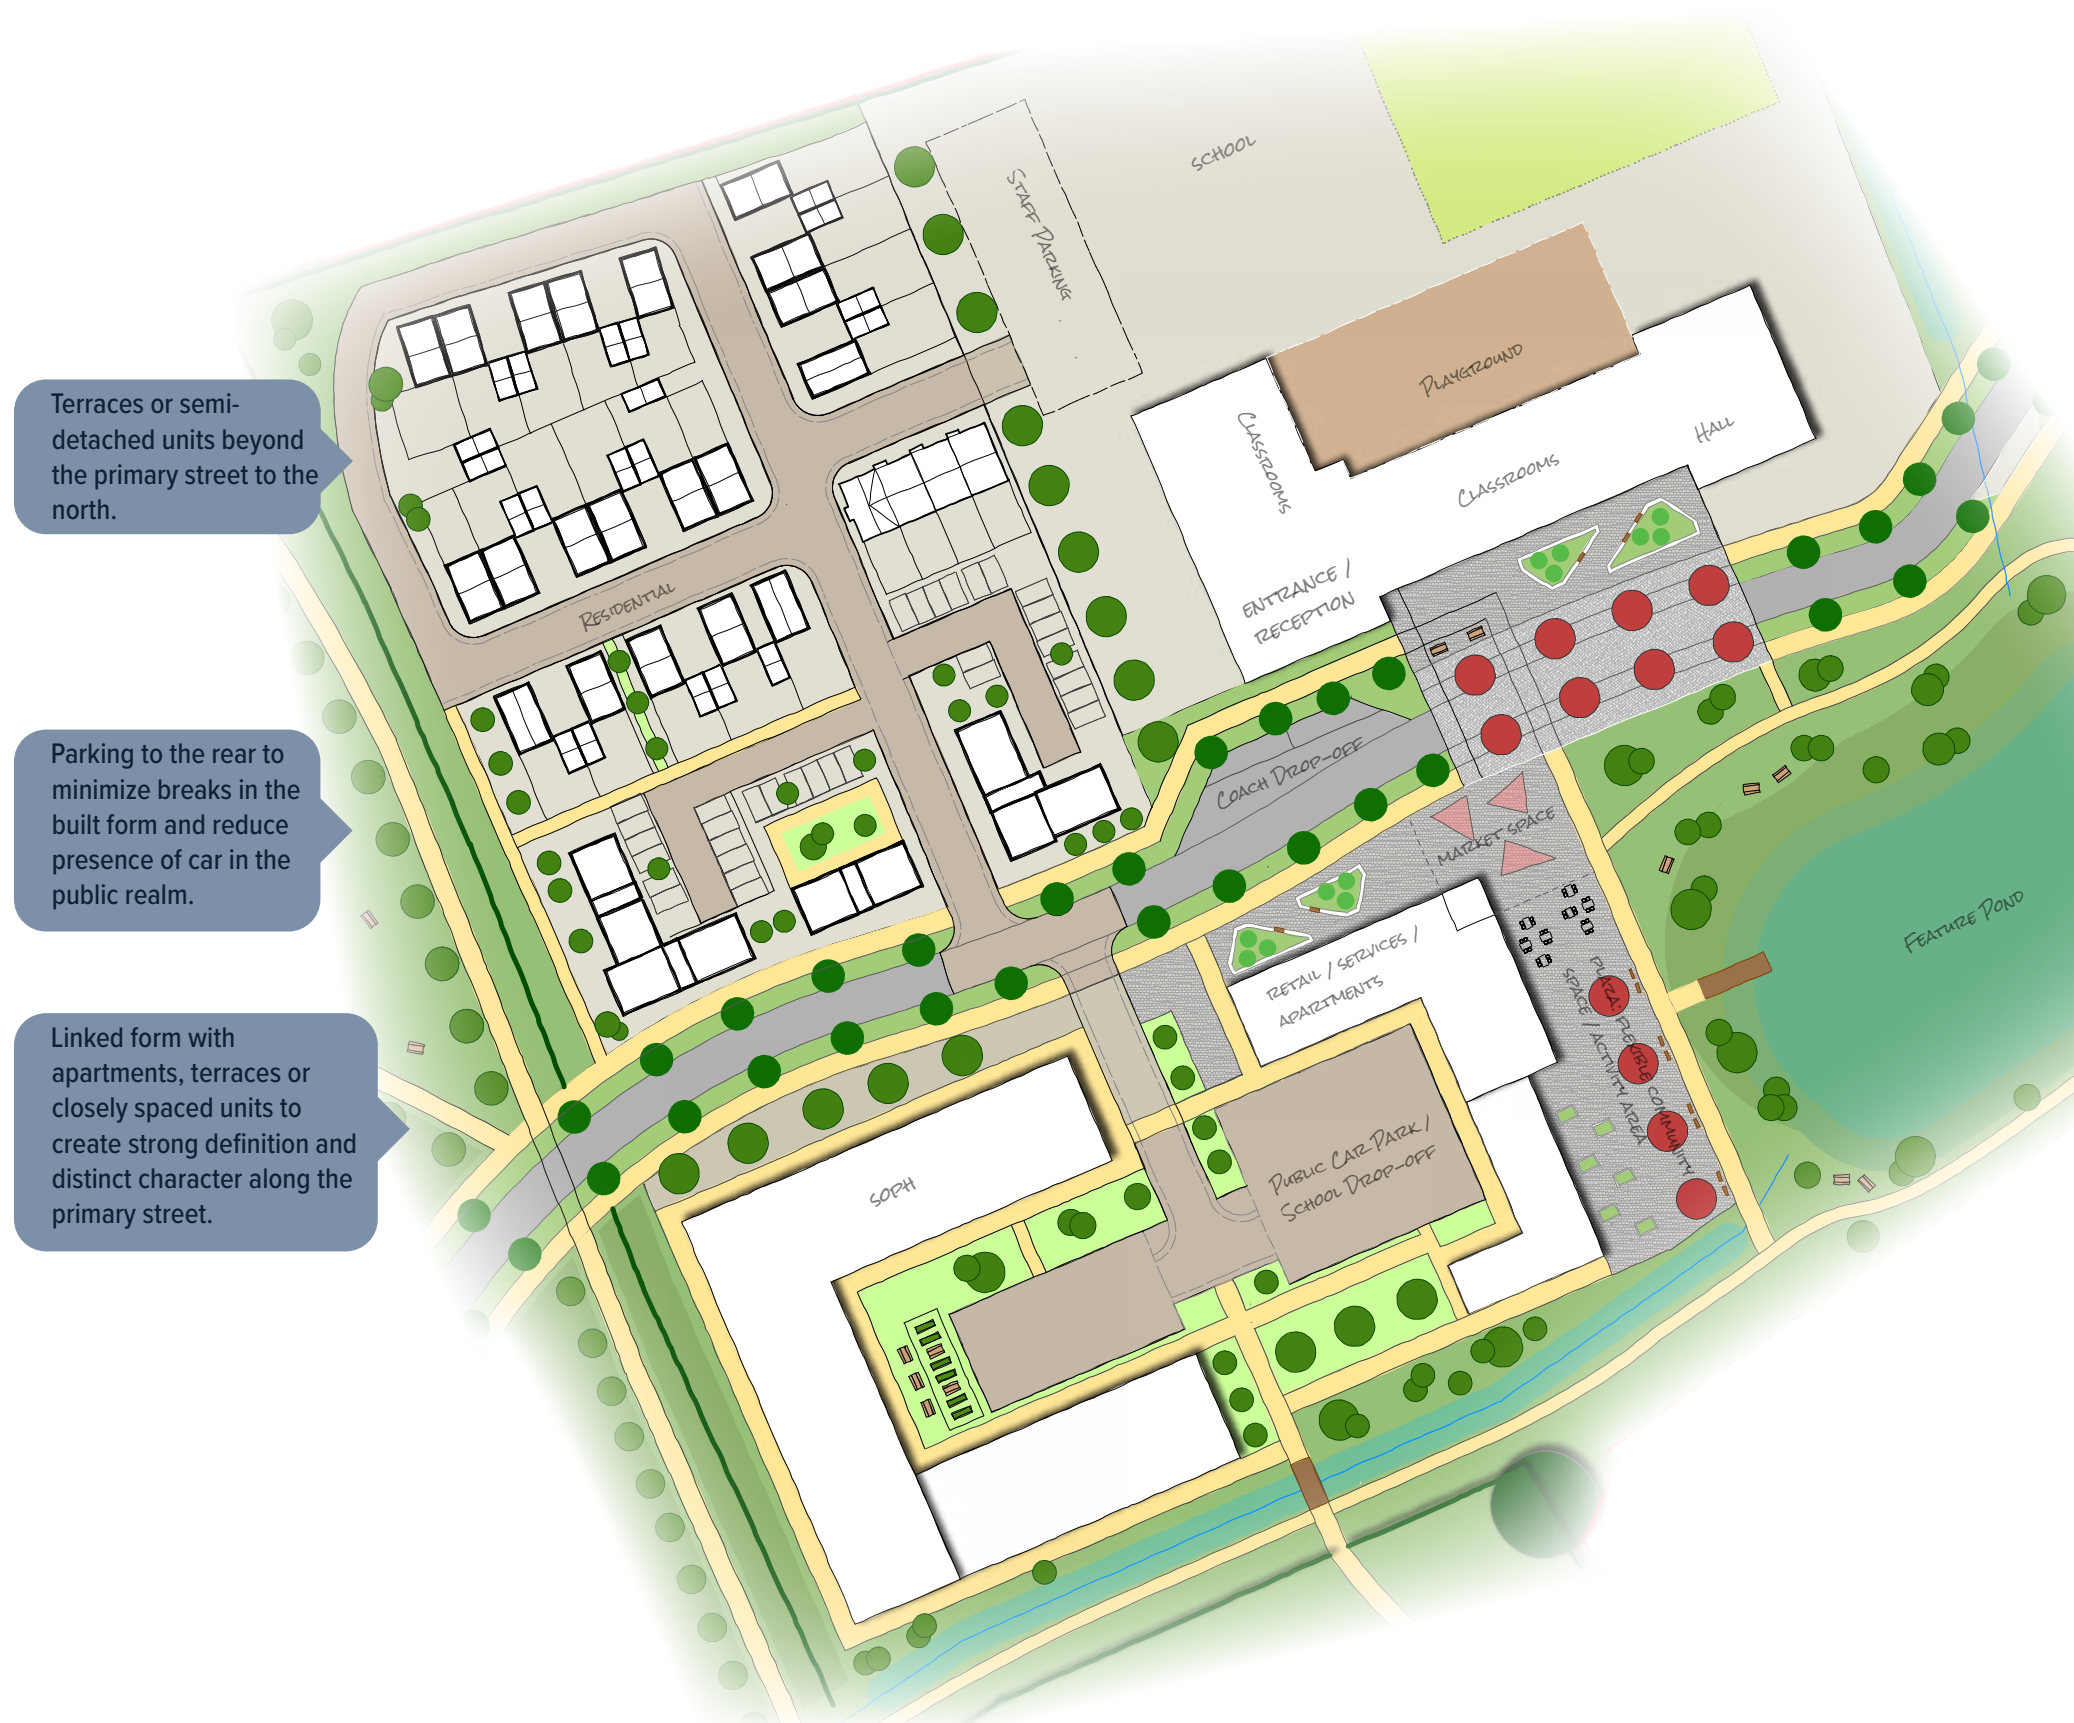 SCHOOL
STAFF PARKING
PLAYGROUND
CLASSROOMS
CLASSROOMS
HALL
ENTRANCE /
RECEPTION
Terraces or semi-
detached units beyond
the primary street to the
north.
RESIDENTIAL
Parking to the rear to
minimize breaks in the
built form and reduce
presence of car in the
public realm.
COACH DROP-OFF
MARKET SPACE
FEATURE POND
RETAIL / SERVICES /
APARTMENTS
PLAZA: FLEXIBLE COMMUNITY
SPACE / ACTIVITY AREA
Linked form with
apartments, terraces or
closely spaced units to
create strong definition and
distinct character along the
primary street.
PUBLIC CAR PARK /
SCHOOL DROP-OFF
SOPH